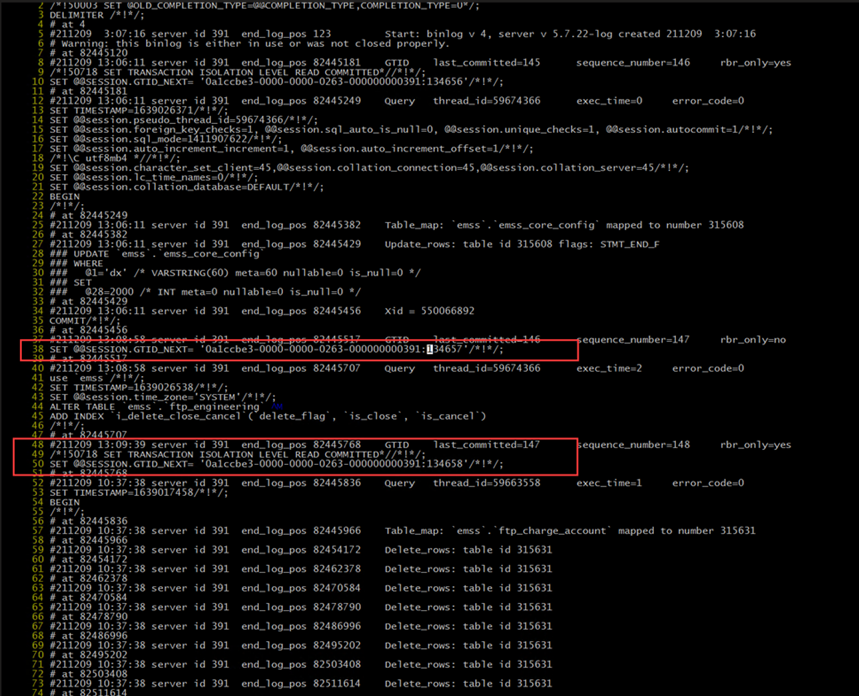 2 /*!50003 SET @OLD_COMPLETION_TYPE=@@COMPLETION_TYPE,COMPLETION_TYPE=0*/;
3 DELIMITER /*!*/;
4 # at 4
5 #211209  3:07:16 server id 391  end_log_pos 123     Start: binlog v 4, server v 5.7.22-log created 211209  3:07:16
6 # Warning: this binlog is either in use or was not closed properly.
7 # at 82445120
8 #211209 13:06:11 server id 391  end_log_pos 82445181    GTID    last_committed=145      sequence_number=146     rbr_only=yes
9 /*!50718 SET TRANSACTION ISOLATION LEVEL READ COMMITTED*//*!*/;
10 SET @@SESSION.GTID_NEXT= '0a1ccbe3-0000-0000-0263-000000000391:134656'/*!*/;
11 # at 82445181
12 #211209 13:06:11 server id 391  end_log_pos 82445249    Query   thread_id=59674366      exec_time=0     error_code=0
13 SET TIMESTAMP=1639026371/*!*/;
14 SET @@session.pseudo_thread_id=59674366/*!*/;
15 SET @@session.foreign_key_checks=1, @@session.sql_auto_is_null=0, @@session.unique_checks=1, @@session.autocommit=1/*!*/;
16 SET @@session.sql_mode=1411907622/*!*/;
17 SET @@session.auto_increment_increment=1, @@session.auto_increment_offset=1/*!*/;
18 /*!\C utf8mb4 *//*!*/;
19 SET @@session.character_set_client=45,@@session.collation_connection=45,@@session.collation_server=45/*!*/;
20 SET @@session.lc_time_names=0/*!*/;
21 SET @@session.collation_database=DEFAULT/*!*/;
22 BEGIN
23 /*!*/;
24 # at 82445249
25 #211209 13:06:11 server id 391  end_log_pos 82445382    Table_map: `emss`.`emss_core_config` mapped to number 315608
26 # at 82445382
27 #211209 13:06:11 server id 391  end_log_pos 82445429    Update_rows: table id 315608 flags: STMT_END_F
28 ### UPDATE `emss`.`emss_core_config`
29 ### WHERE
30 ###   @1='dx' /* VARSTRING(60) meta=60 nullable=0 is_null=0 */
31 ### SET
32 ###   @28=2000 /* INT meta=0 nullable=0 is_null=0 */
33 # at 82445429
34 #211209 13:06:11 server id 391  end_log_pos 82445456    Xid = 550066892
35 COMMIT/*!*/;
36 # at 82445456
37 #211209 13:08:58 server id 391  end_log_pos 82445517    GTID    last_committed=146      sequence_number=147     rbr_only=no
38 SET @@SESSION.GTID_NEXT= '0a1ccbe3-0000-0000-0263-000000000391:134657'/*!*/;
39 # at 82445517
40 #211209 13:08:58 server id 391  end_log_pos 82445707    Query   thread_id=59674366      exec_time=2     error_code=0
41 use `emss`/*!*/;
42 SET TIMESTAMP=1639026538/*!*/;
43 SET @@session.time_zone='SYSTEM'/*!*/;
44 ALTER TABLE `emss`.`ftp_engineering`
45 ADD INDEX `i_delete_close_cancel`(`delete_flag`, `is_close`, `is_cancel`)
46 /*!*/;
47 # at 82445707
48 #211209 13:09:39 server id 391  end_log_pos 82445768    GTID    last_committed=147      sequence_number=148     rbr_only=yes
49 /*!50718 SET TRANSACTION ISOLATION LEVEL READ COMMITTED*//*!*/;
50 SET @@SESSION.GTID_NEXT= '0a1ccbe3-0000-0000-0263-000000000391:134658'/*!*/;
51 # at 82445768
52 #211209 10:37:38 server id 391  end_log_pos 82445836    Query   thread_id=59663558      exec_time=1     error_code=0
53 SET TIMESTAMP=1639017458/*!*/;
54 BEGIN
55 /*!*/;
56 # at 82445836
57 #211209 10:37:38 server id 391  end_log_pos 82445966    Table_map: `emss`.`ftp_charge_account` mapped to number 315631
58 # at 82445966
59 #211209 10:37:38 server id 391  end_log_pos 82454172    Delete_rows: table id 315631
60 # at 82454172
61 #211209 10:37:38 server id 391  end_log_pos 82462378    Delete_rows: table id 315631
62 # at 82462378
63 #211209 10:37:38 server id 391  end_log_pos 82470584    Delete_rows: table id 315631
64 # at 82470584
65 #211209 10:37:38 server id 391  end_log_pos 82478790    Delete_rows: table id 315631
66 # at 82478790
67 #211209 10:37:38 server id 391  end_log_pos 82486996    Delete_rows: table id 315631
68 # at 82486996
69 #211209 10:37:38 server id 391  end_log_pos 82495202    Delete_rows: table id 315631
70 # at 82495202
71 #211209 10:37:38 server id 391  end_log_pos 82503408    Delete_rows: table id 315631
72 # at 82503408
73 #211209 10:37:38 server id 391  end_log_pos 82511614    Delete_rows: table id 315631
74 # at 82511614